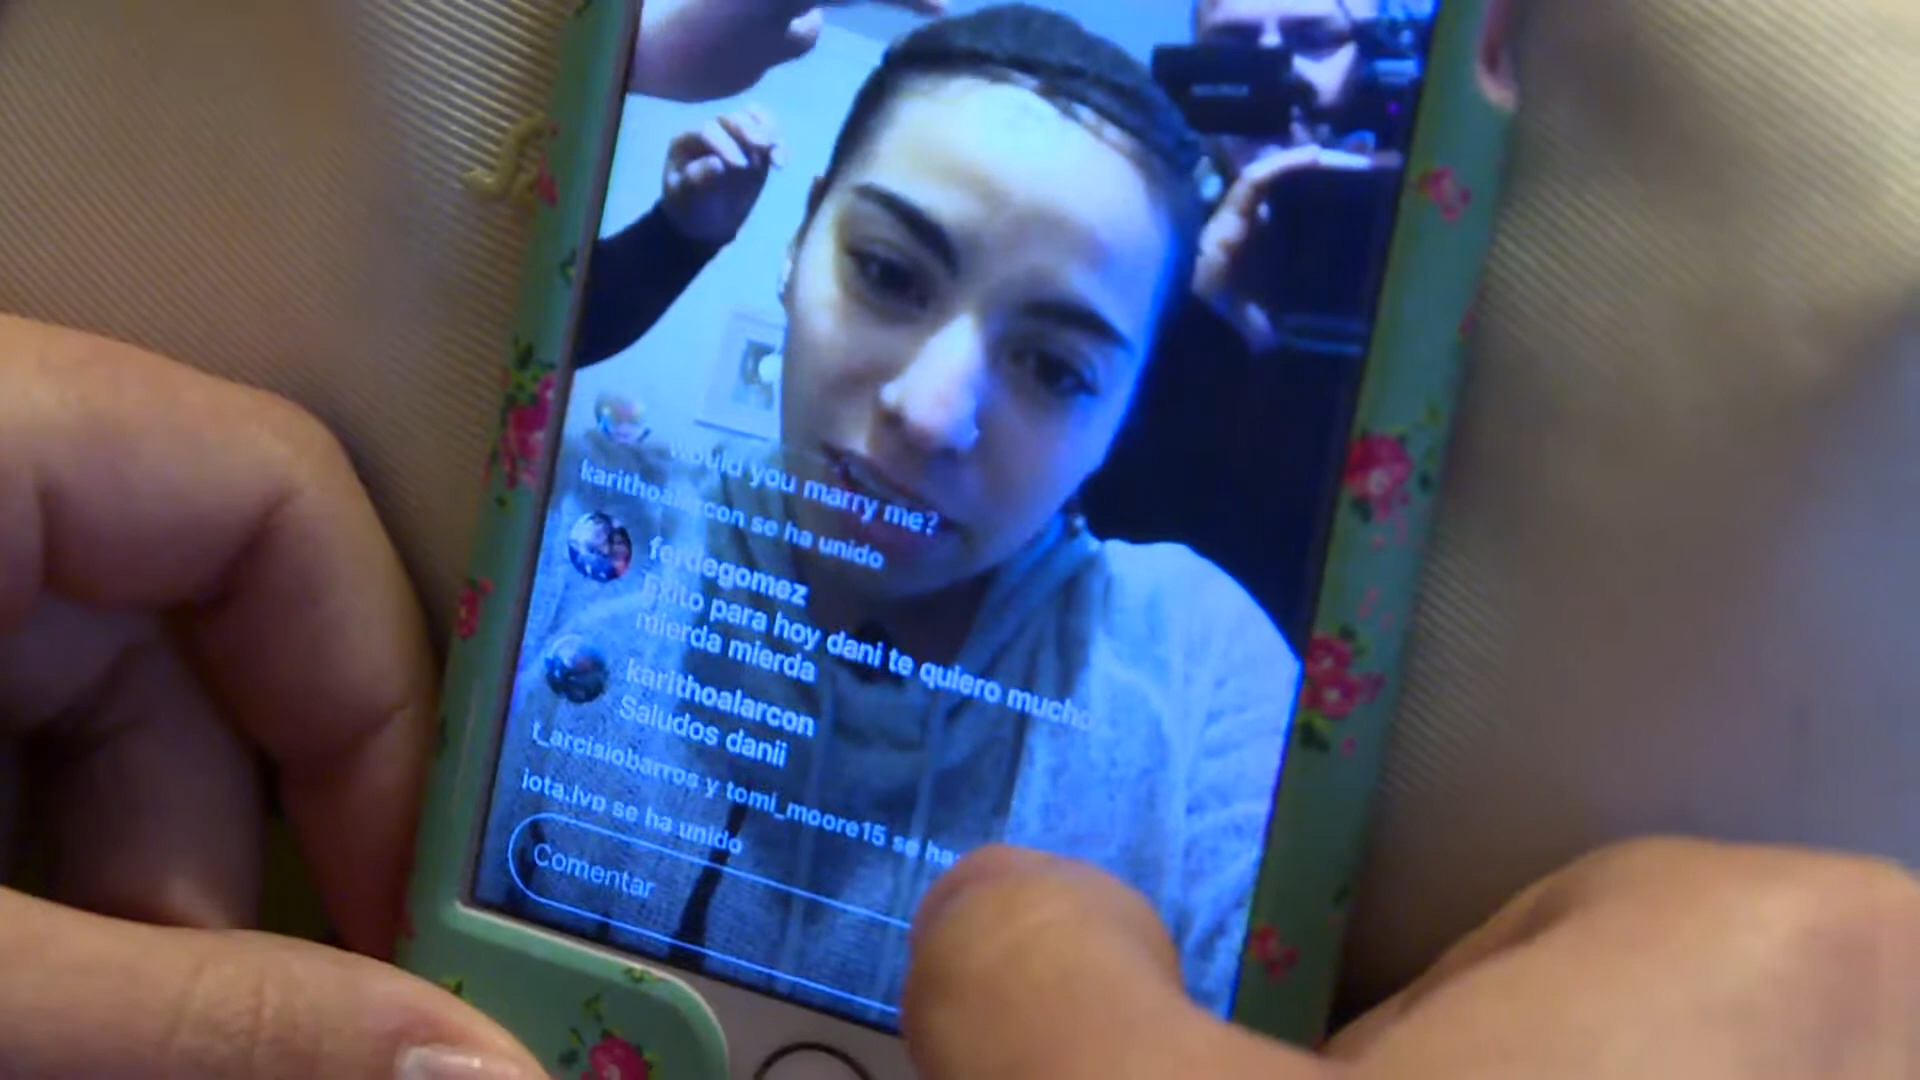 would you marry me?
karithoalarcon se ha unido
ferdegomez
Exito para hoy dani te quiero mucho
mierda mierda
karithoalarcon
Saludos danii
t_arcisiobarros y tomi_moore15 se ha
jota.lvp se ha unido
Comentar